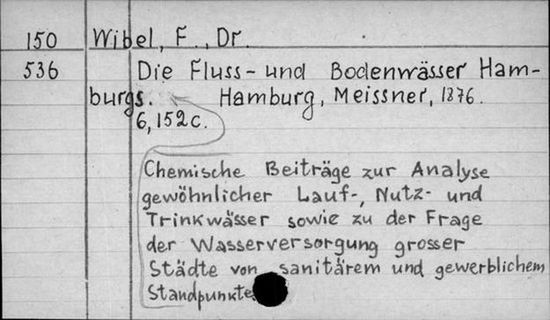 150 Wibel, F., Dr.
536 Die Fluss- und Bodenwässer Ham-
burgs. Hamburg, Meissner, 1876.
6, 152 c.
Chemische Beiträge zur Analyse
gewöhnlicher Lauf-, Nutz- und
Trinkwässer sowie zu der Frage
der Wasserversorgung grosser
Städte von sanitärem und gewerblichem
Standpunkte